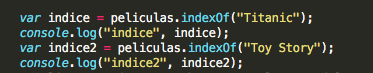 var indice = peliculas.indexOf("Titanic");
console.log("indice", indice);
var indice2 = peliculas.indexOf("Toy Story");
console.log("indice2", indice2);